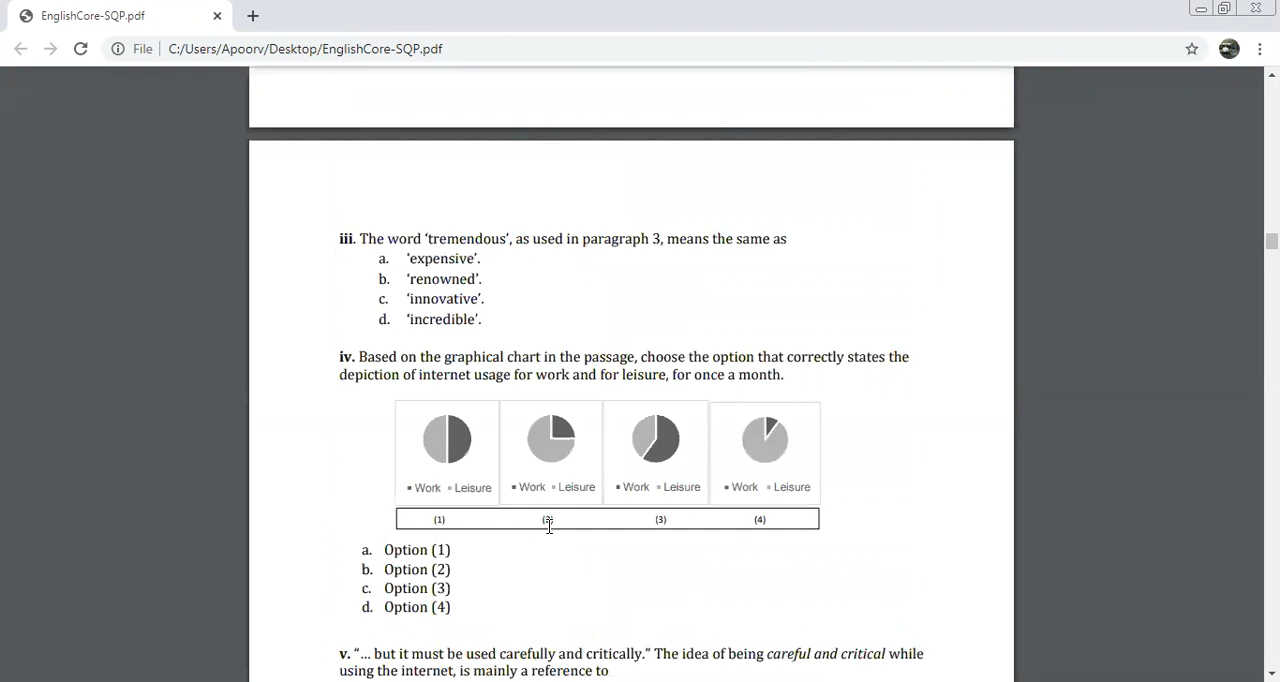 EnglishCore-SQP.pdf
File C:/Users/Apoorv/Desktop/EnglishCore-SQP.pdf
iii. The word ‘tremendous’, as used in paragraph 3, means the same as
a. ‘expensive’.
b. ‘renowned’.
c. ‘innovative’.
d. ‘incredible’.
iv. Based on the graphical chart in the passage, choose the option that correctly states the
depiction of internet usage for work and for leisure, for once a month.
Work Leisure Work Leisure Work Leisure Work Leisure
(1) (2) (3) (4)
a. Option (1)
b. Option (2)
c. Option (3)
d. Option (4)
v. “... but it must be used carefully and critically.” The idea of being careful and critical while
using the internet, is mainly a reference to